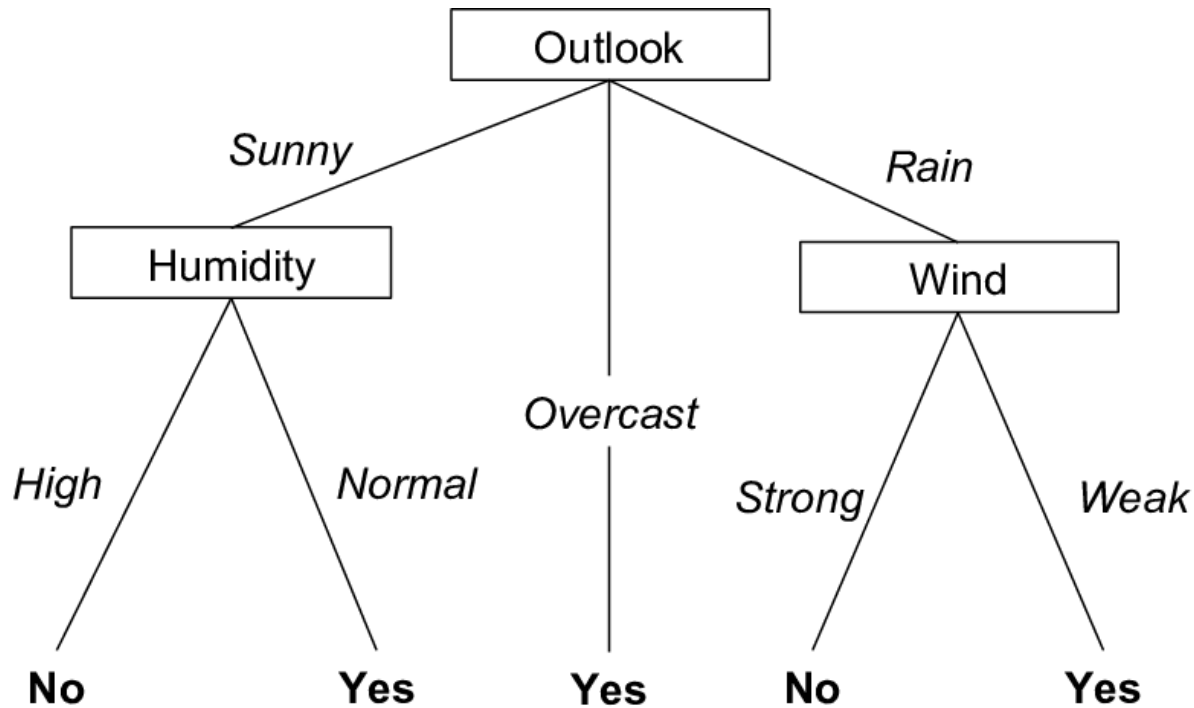 Outlook
Sunny
Rain
Humidity
Wind
Overcast
High
Normal
Strong
Weak
No
Yes
Yes
No
Yes